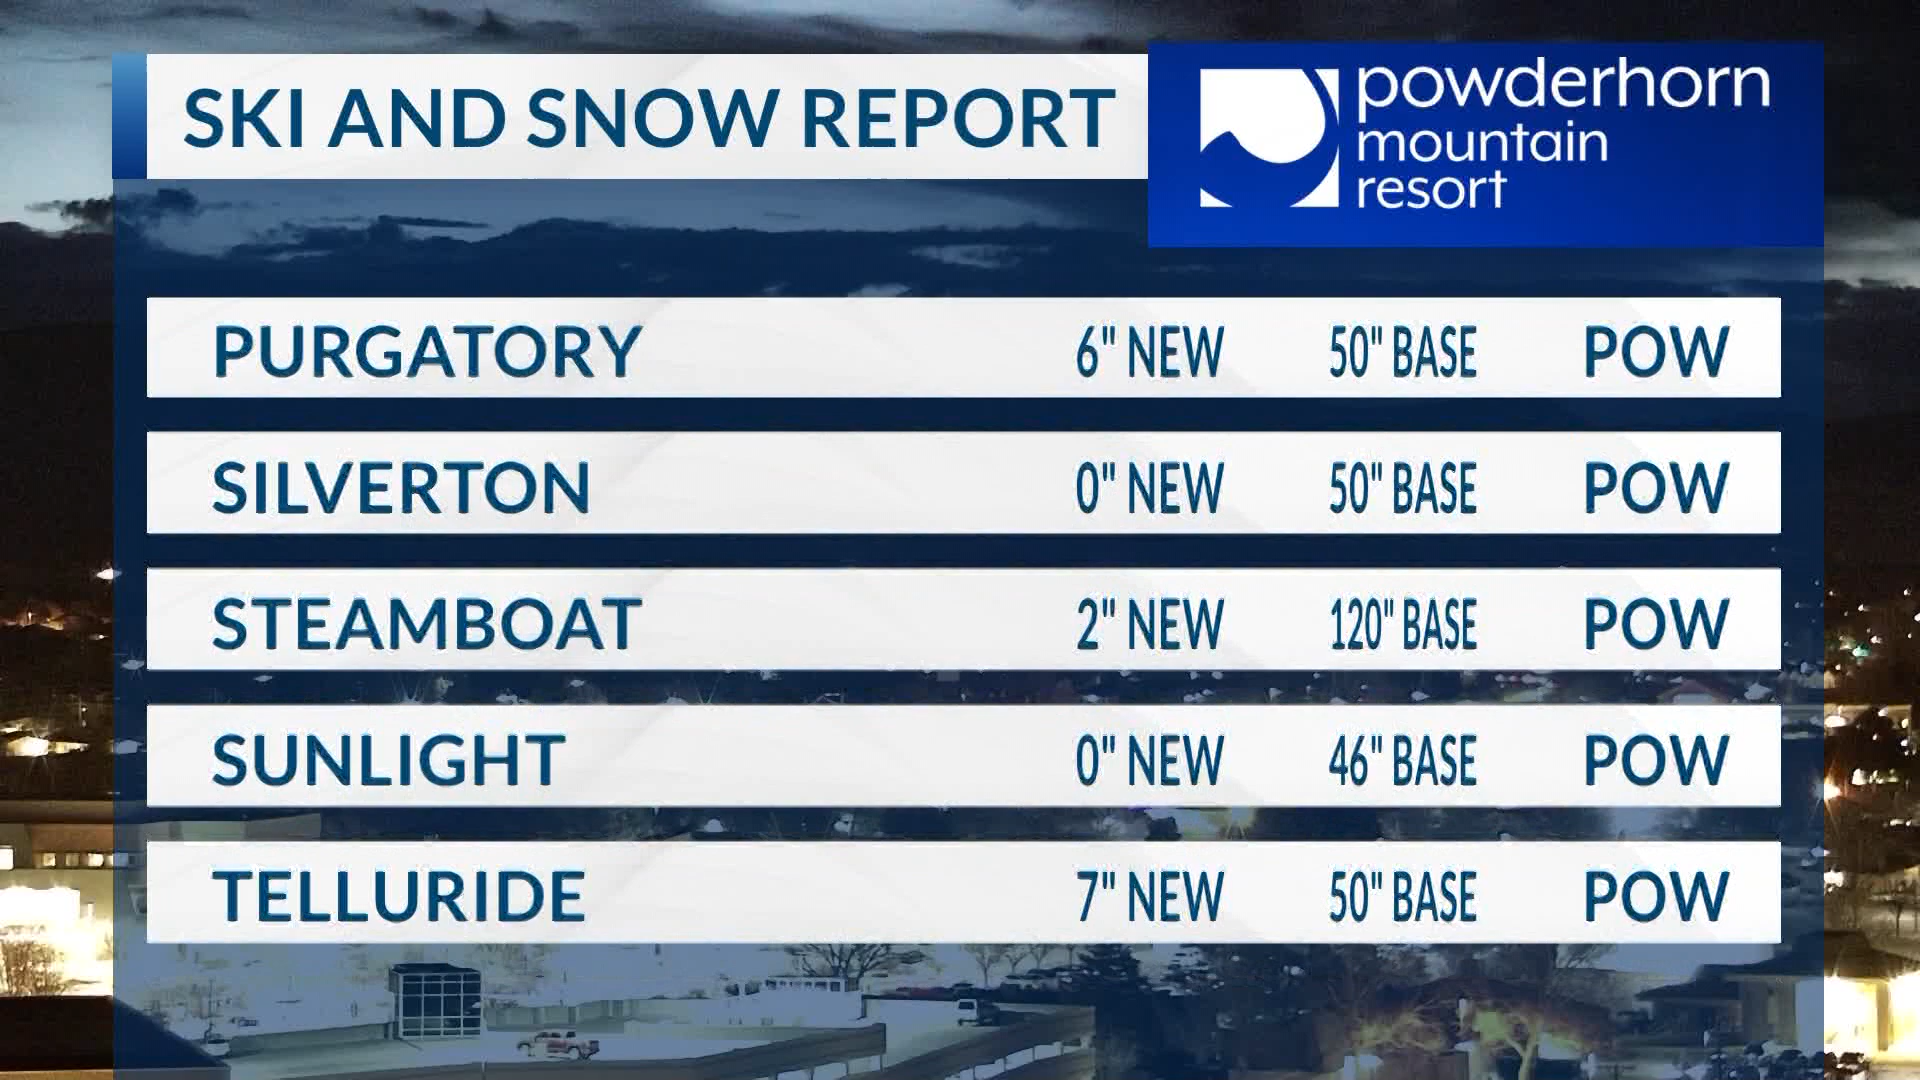 SKI AND SNOW REPORT
powderhorn
mountain
resort
PURGATORY 6" NEW 50" BASE POW
SILVERTON 0" NEW 50" BASE POW
STEAMBOAT 2" NEW 120" BASE POW
SUNLIGHT 0" NEW 46" BASE POW
TELLURIDE 7" NEW 50" BASE POW